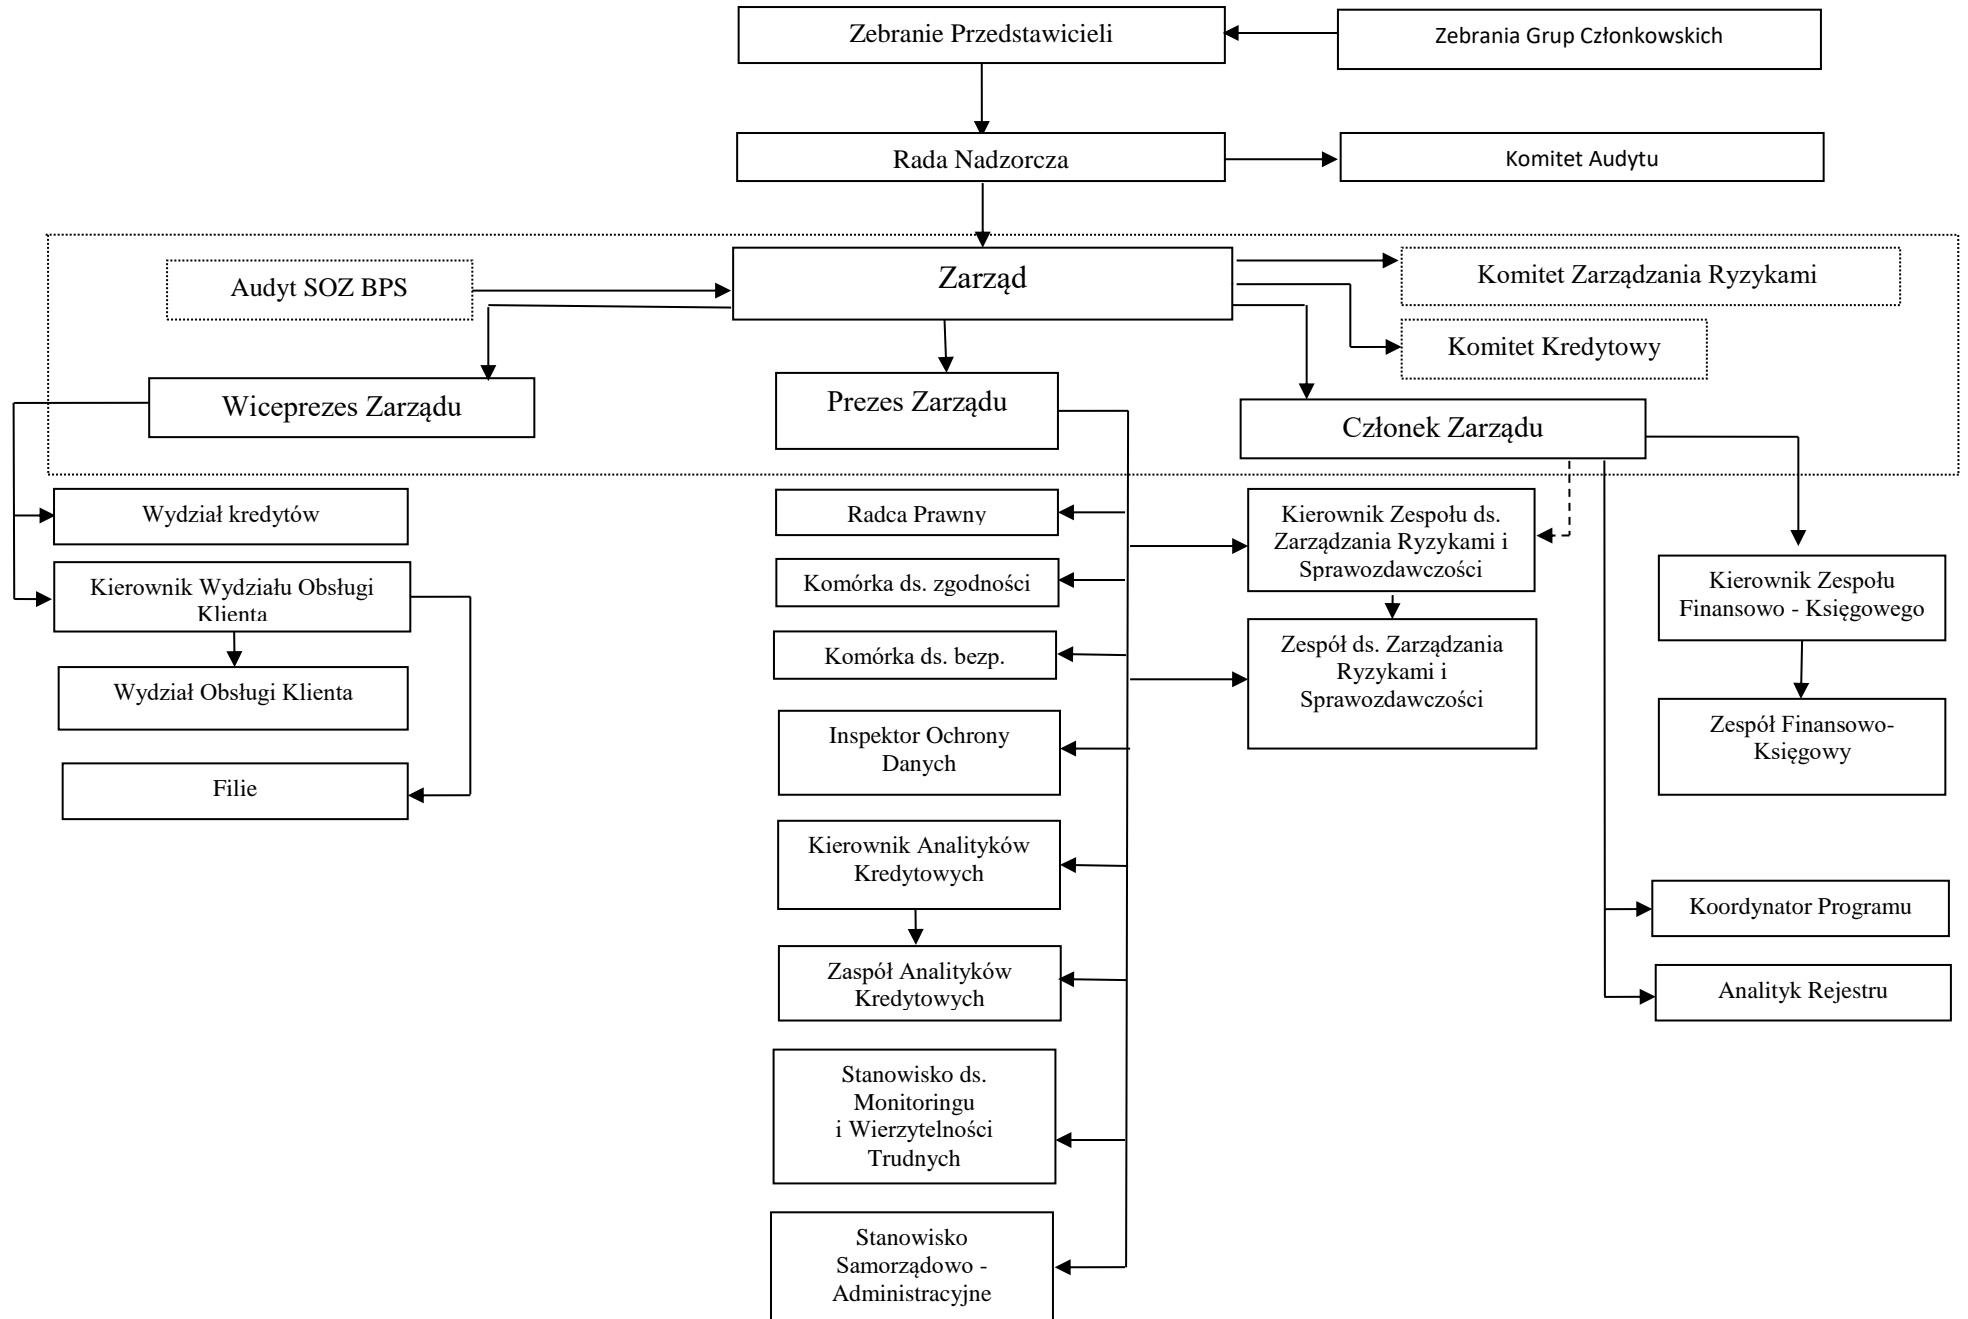 Zebranie Przedstawicieli
Zebrania Grup Członkowskich
Rada Nadzorcza
Komitet Audytu
Audyt SOZ BPS
Zarząd
Komitet Zarządzania Ryzykami
Komitet Kredytowy
Wiceprezes Zarządu
Prezes Zarządu
Członek Zarządu
Wydział kredytów
Kierownik Wydziału Obsługi
Klienta
Wydział Obsługi Klienta
Filie
Radca Prawny
Komórka ds. zgodności
Komórka ds. bezp.
Inspektor Ochrony
Danych
Kierownik Analityków
Kredytowych
Zaspół Analityków
Kredytowych
Stanowisko ds.
Monitoringu
i Wierzytelności
Trudnych
Stanowisko
Samorządowo -
Administracyjne
Kierownik Zespołu ds.
Zarządzania Ryzykami i
Sprawozdawczości
Zespół ds. Zarządzania
Ryzykami i
Sprawozdawczości
Kierownik Zespołu
Finansowo - Księgowego
Zespół Finansowo-
Księgowy
Koordynator Programu
Analityk Rejestru